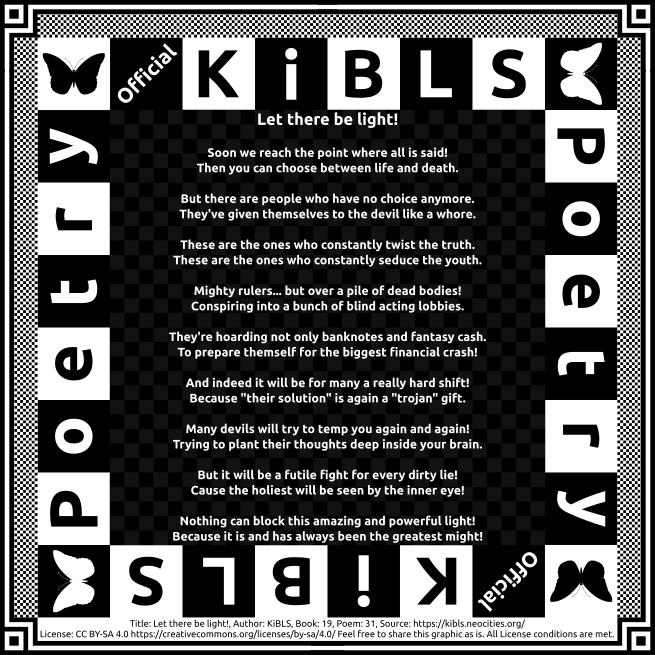 Official KiBLS
Poetry
Poetry
Let there be light!
Soon we reach the point where all is said!
Then you can choose between life and death.
But there are people who have no choice anymore.
They've given themselves to the devil like a whore.
These are the ones who constantly twist the truth.
These are the ones who constantly seduce the youth.
Mighty rulers... but over a pile of dead bodies!
Conspiring into a bunch of blind acting lobbies.
They're hoarding not only banknotes and fantasy cash.
To prepare themself for the biggest financial crash!
And indeed it will be for many a really hard shift!
Because "their solution" is again a "trojan" gift.
Many devils will try to temp you again and again!
Trying to plant their thoughts deep inside your brain.
But it will be a futile fight for every dirty lie!
Cause the holiest will be seen by the inner eye!
Nothing can block this amazing and powerful light!
Because it is and has always been the greatest might!
Official KiBLS
Title: Let there be light!, Author: KiBLS, Book: 19, Poem: 31, Source: https://kibls.neocities.org/
License: CC BY-SA 4.0 https://creativecommons.org/licenses/by-sa/4.0/ Feel free to share this graphic as is. All License conditions are met.